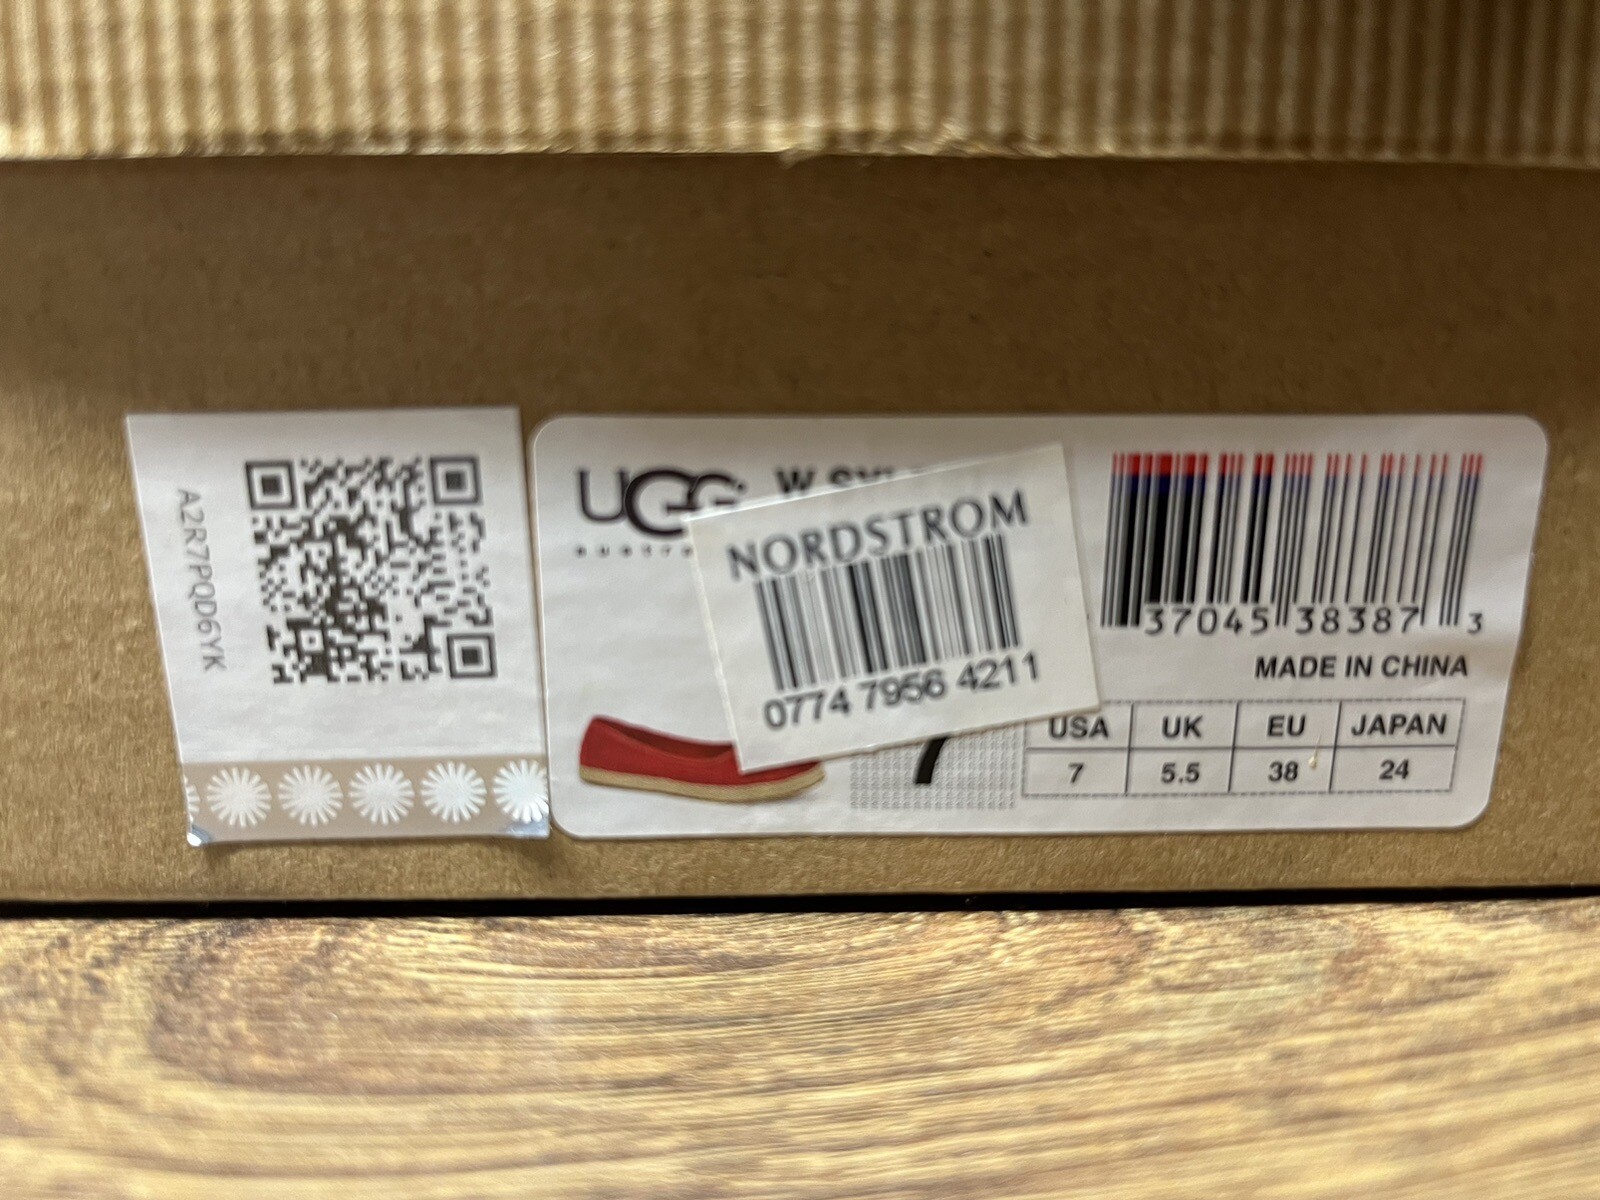 A2R7PQD6YK
UGG
W
NORDSTROM
0774 7956 4211
37045 38387 3
MADE IN CHINA
USA UK EU JAPAN
7 5.5 38 24